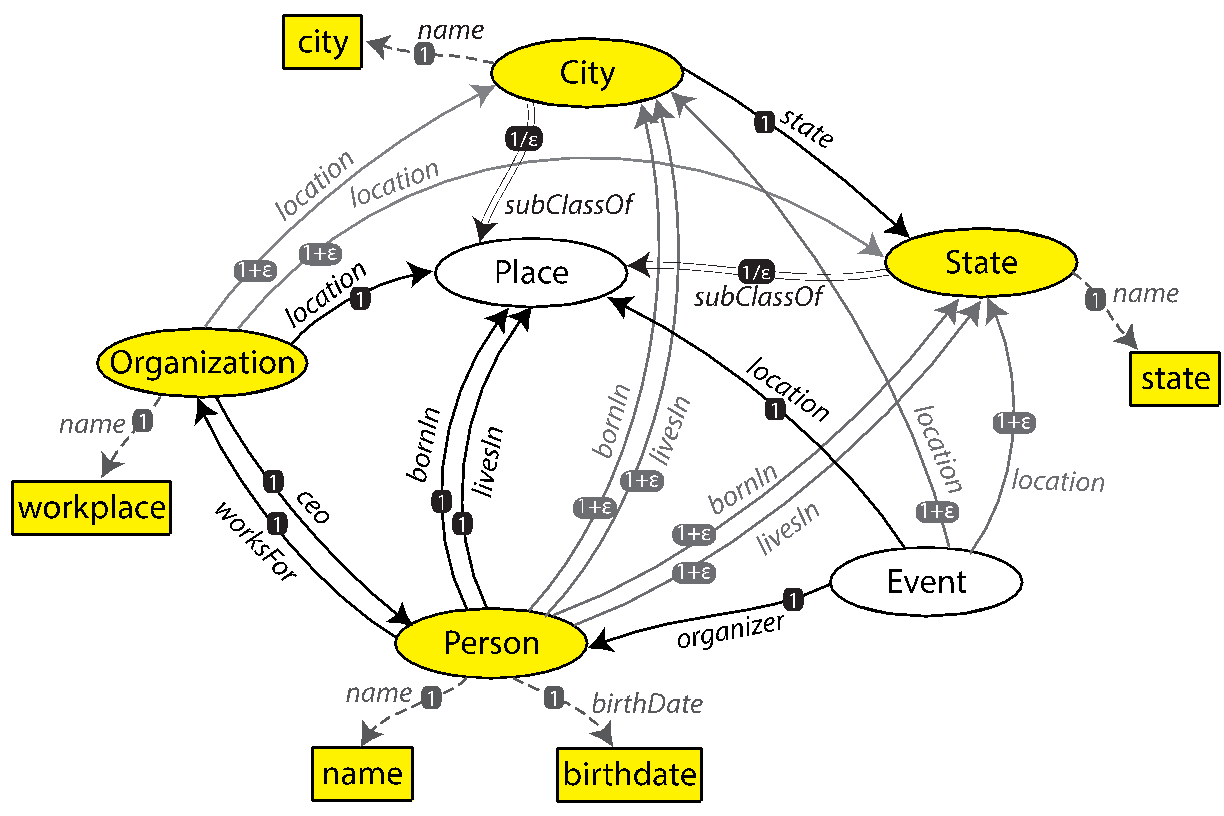 name
city
1
City
1
state
1/ε
location
location
subClassOf
1+ε
1+ε
Place
1/ε
State
location
1
subClassOf
1
name
Organization
location
state
name
1
1
bornIn
livesIn
bornIn
livesIn
location
1+ε
workplace
1
ceo
1
1
1+ε
bornIn
location
worksFor
1
1
1+ε
1+ε
livesIn
1+ε
1+ε
Event
1
organizer
Person
name
1
1
birthDate
name
birthdate